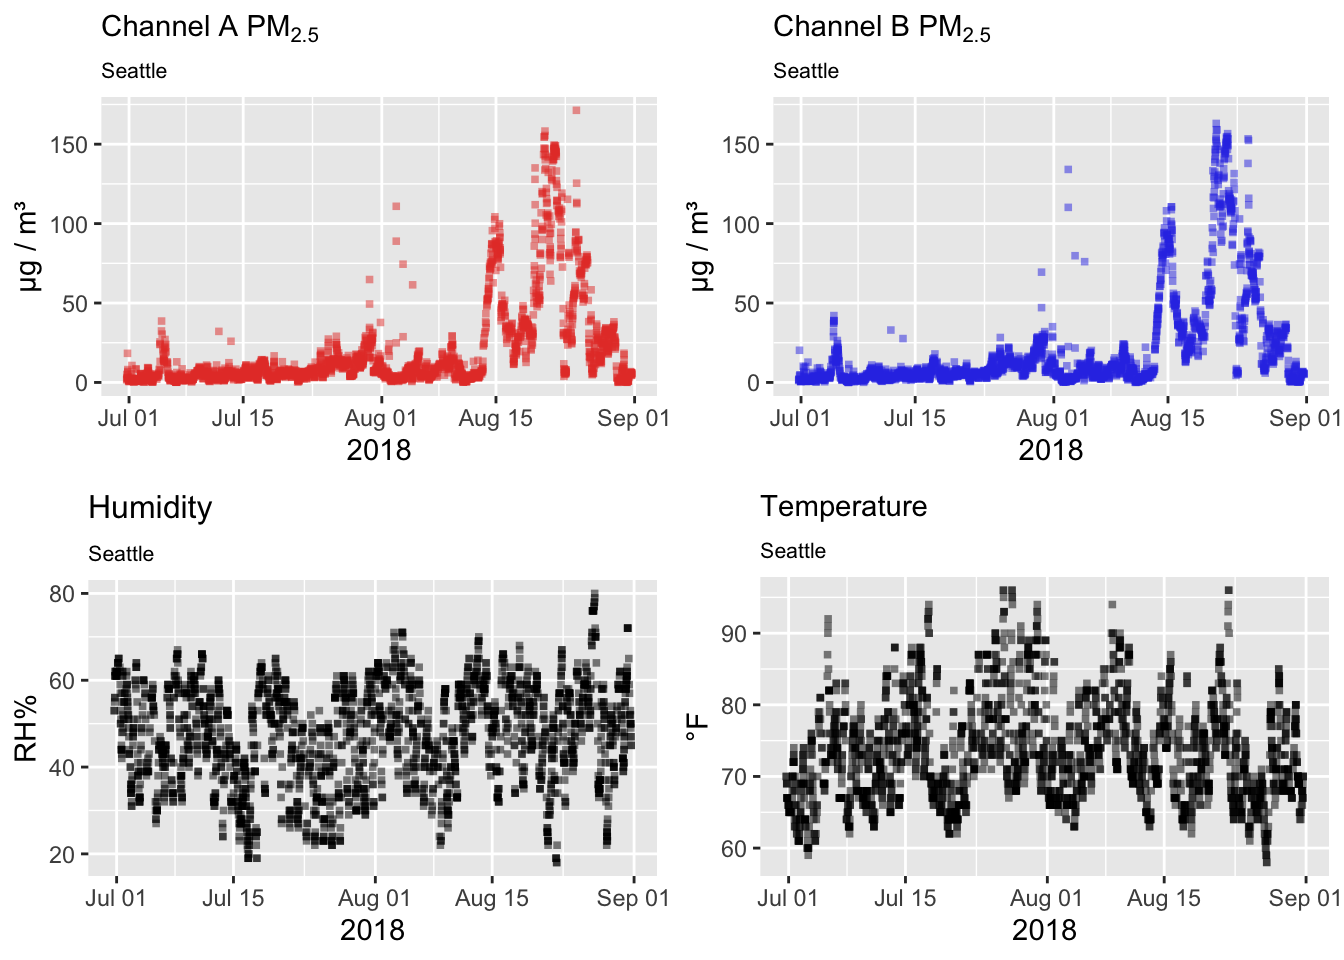 Channel A PM2.5
Seattle
µg / m³
150
100
50
0
Jul 01 Jul 15 Aug 01 Aug 15 Sep 01
2018
Channel B PM2.5
Seattle
µg / m³
150
100
50
0
Jul 01 Jul 15 Aug 01 Aug 15 Sep 01
2018
Humidity
Seattle
RH%
80
60
40
20
Jul 01 Jul 15 Aug 01 Aug 15 Sep 01
2018
Temperature
Seattle
°F
90
80
70
60
Jul 01 Jul 15 Aug 01 Aug 15 Sep 01
2018